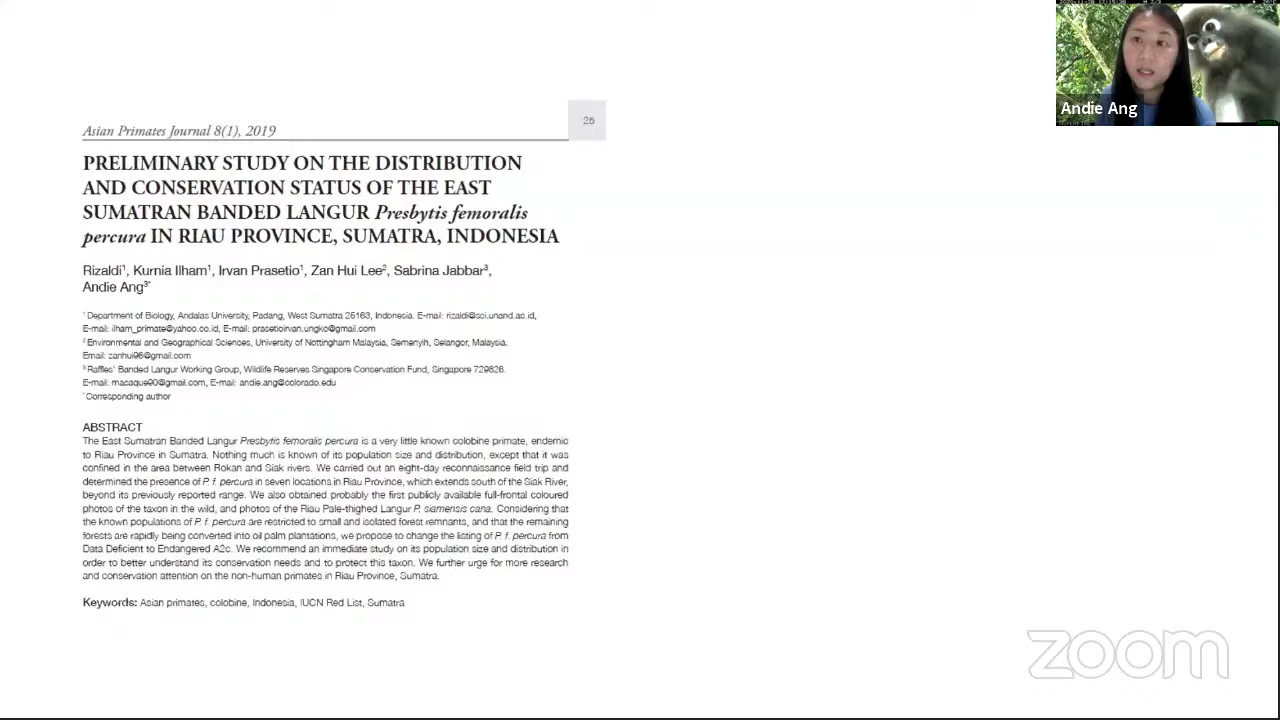 Andie Ang
25
Asian Primates Journal 8(1), 2019
PRELIMINARY STUDY ON THE DISTRIBUTION
AND CONSERVATION STATUS OF THE EAST
SUMATRAN BANDED LANGUR Presbytis femoralis
percura IN RIAU PROVINCE, SUMATRA, INDONESIA
Rizaldi¹, Kurnia Ilham¹, Irvan Prasetio¹, Zan Hui Lee², Sabrina Jabbar³,
Andie Ang³*
¹ Department of Biology, Andalas University, Padang, West Sumatra 25163, Indonesia. E-mail: rizaldi@sci.unand.ac.id,
E-mail: ilham_primate@yahoo.co.id, E-mail: prasetioirvan.ungko@gmail.com
² Environmental and Geographical Sciences, University of Nottingham Malaysia, Semenyih, Selangor, Malaysia.
Email: zanhui96@gmail.com
³ Raffles' Banded Langur Working Group, Wildlife Reserves Singapore Conservation Fund, Singapore 729826.
E-mail: macaque90@gmail.com, E-mail: andie.ang@colorado.edu
* Corresponding author
ABSTRACT
The East Sumatran Banded Langur Presbytis femoralis percura is a very little known colobine primate, endemic
to Riau Province in Sumatra. Nothing much is known of its population size and distribution, except that it was
confined in the area between Rokan and Siak rivers. We carried out an eight-day reconnaissance field trip and
determined the presence of P. f. percura in seven locations in Riau Province, which extends south of the Siak River,
beyond its previously reported range. We also obtained probably the first publicly available full-frontal coloured
photos of the taxon in the wild, and photos of the Riau Pale-thighed Langur P. siamensis cana. Considering that
the known populations of P. f. percura are restricted to small and isolated forest remnants, and that the remaining
forests are rapidly being converted into oil palm plantations, we propose to change the listing of P. f. percura from
Data Deficient to Endangered A2c. We recommend an immediate study on its population size and distribution in
order to better understand its conservation needs and to protect this taxon. We further urge for more research
and conservation attention on the non-human primates in Riau Province, Sumatra.
Keywords: Asian primates, colobine, Indonesia, IUCN Red List, Sumatra
zoom